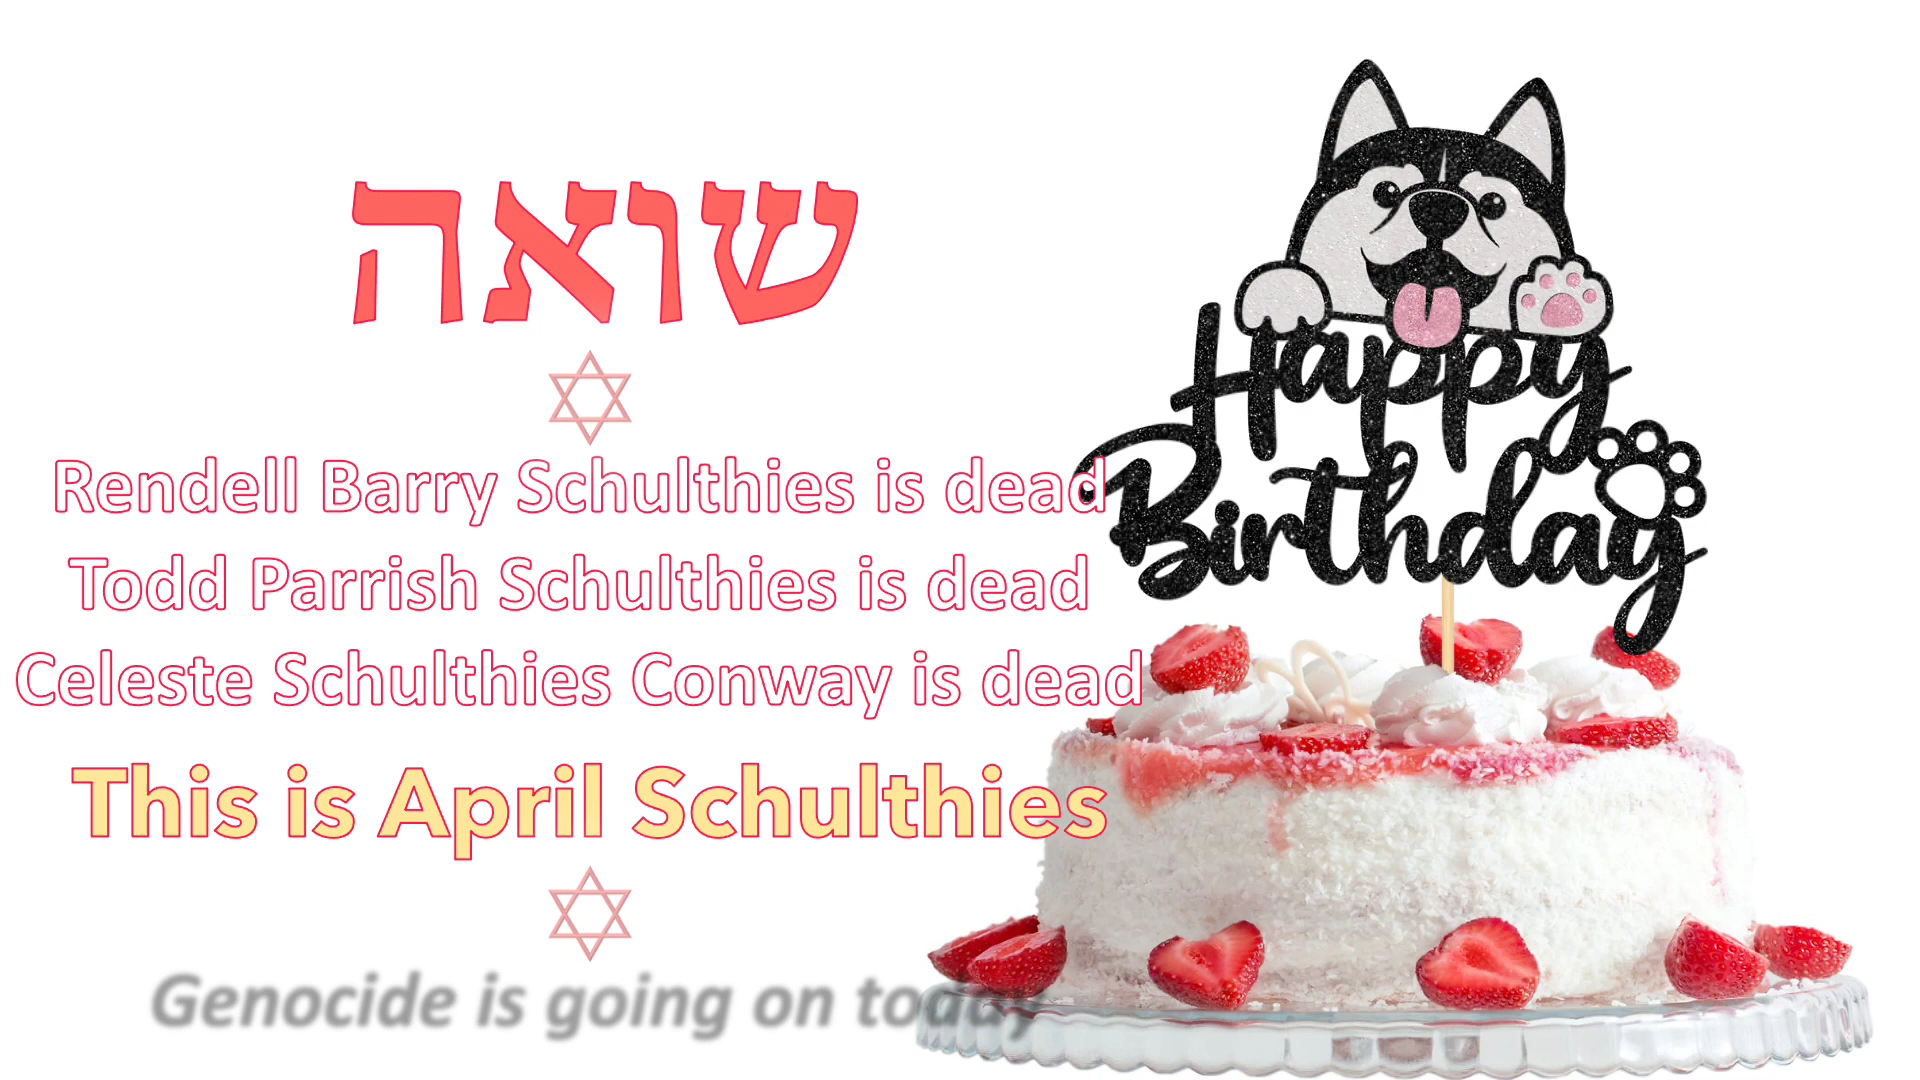 שואה
Rendell Barry Schulthies is dead
Todd Parrish Schulthies is dead
Celeste Schulthies Conway is dead
This is April Schulthies
Genocide is going on today
Happy
Birthday